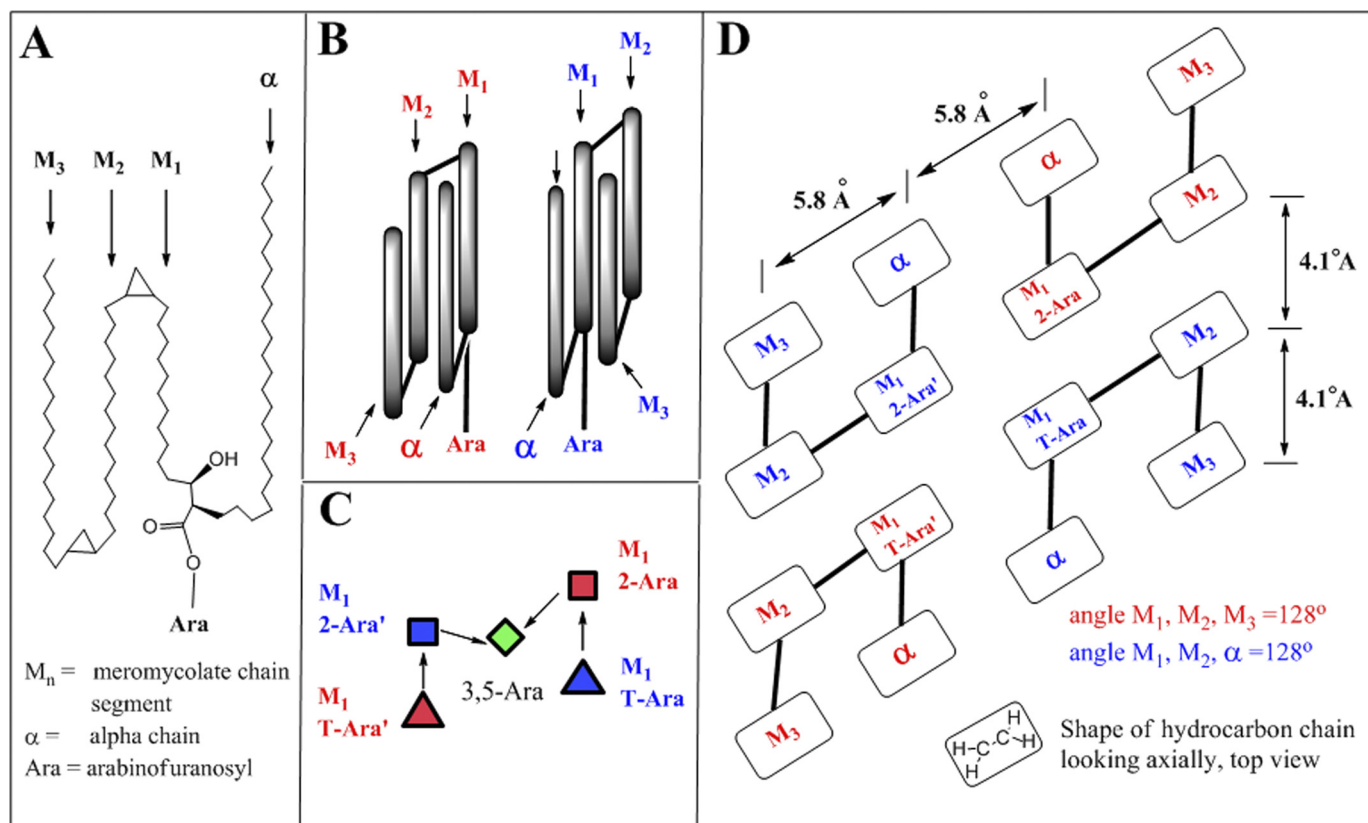 A
α
M3
M2
M1
OH
O
O
Ara
Mn = meromycolate chain
segment
α = alpha chain
Ara = arabinofuranosyl
B
M2
M1
M1
M2
M3
α
Ara
α
Ara
M3
C
M1
2-Ara
M1
2-Ara'
3,5-Ara
M1
T-Ara
M1
T-Ara'
D
M3
5.8 Å
α
5.8 Å
M2
α
4.1°A
M1
2-Ara
M3
M2
M1
2-Ara'
4.1°A
M1
T-Ara
M3
M2
M1
T-Ara'
α
M2
α
M3
angle M1, M2, M3 =128º
angle M1, M2, α =128º
H
H-C-C
H
H
Shape of hydrocarbon chain
looking axially, top view